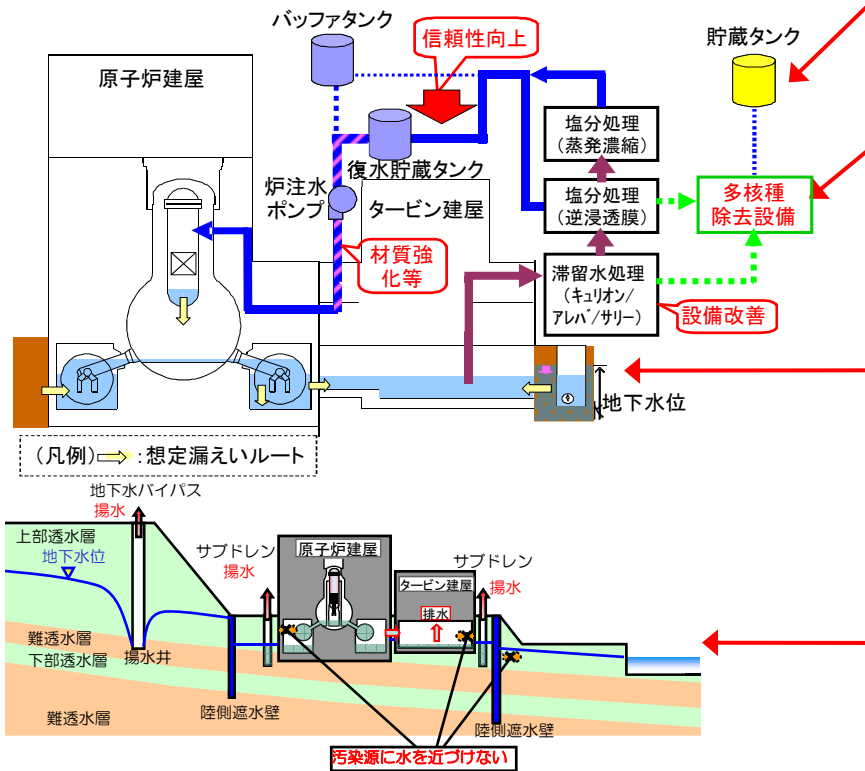 バッファタンク
信頼性向上
貯蔵タンク
原子炉建屋
塩分処理
(蒸発濃縮)
復水貯蔵タンク
炉注水
ポンプ
タービン建屋
塩分処理
(逆浸透膜)
多核種
除去設備
材質強
化等
滞留水処理
(キュリオン/
アレバ/サリー)
設備改善
地下水位
(凡例) :想定漏えいルート
地下水バイパス
揚水
上部透水層
地下水位
サブドレン
揚水
原子炉建屋
サブドレン
揚水
タービン建屋
排水
難透水層
下部透水層
揚水井
難透水層
陸側遮水壁
陸側遮水壁
汚染源に水を近づけない